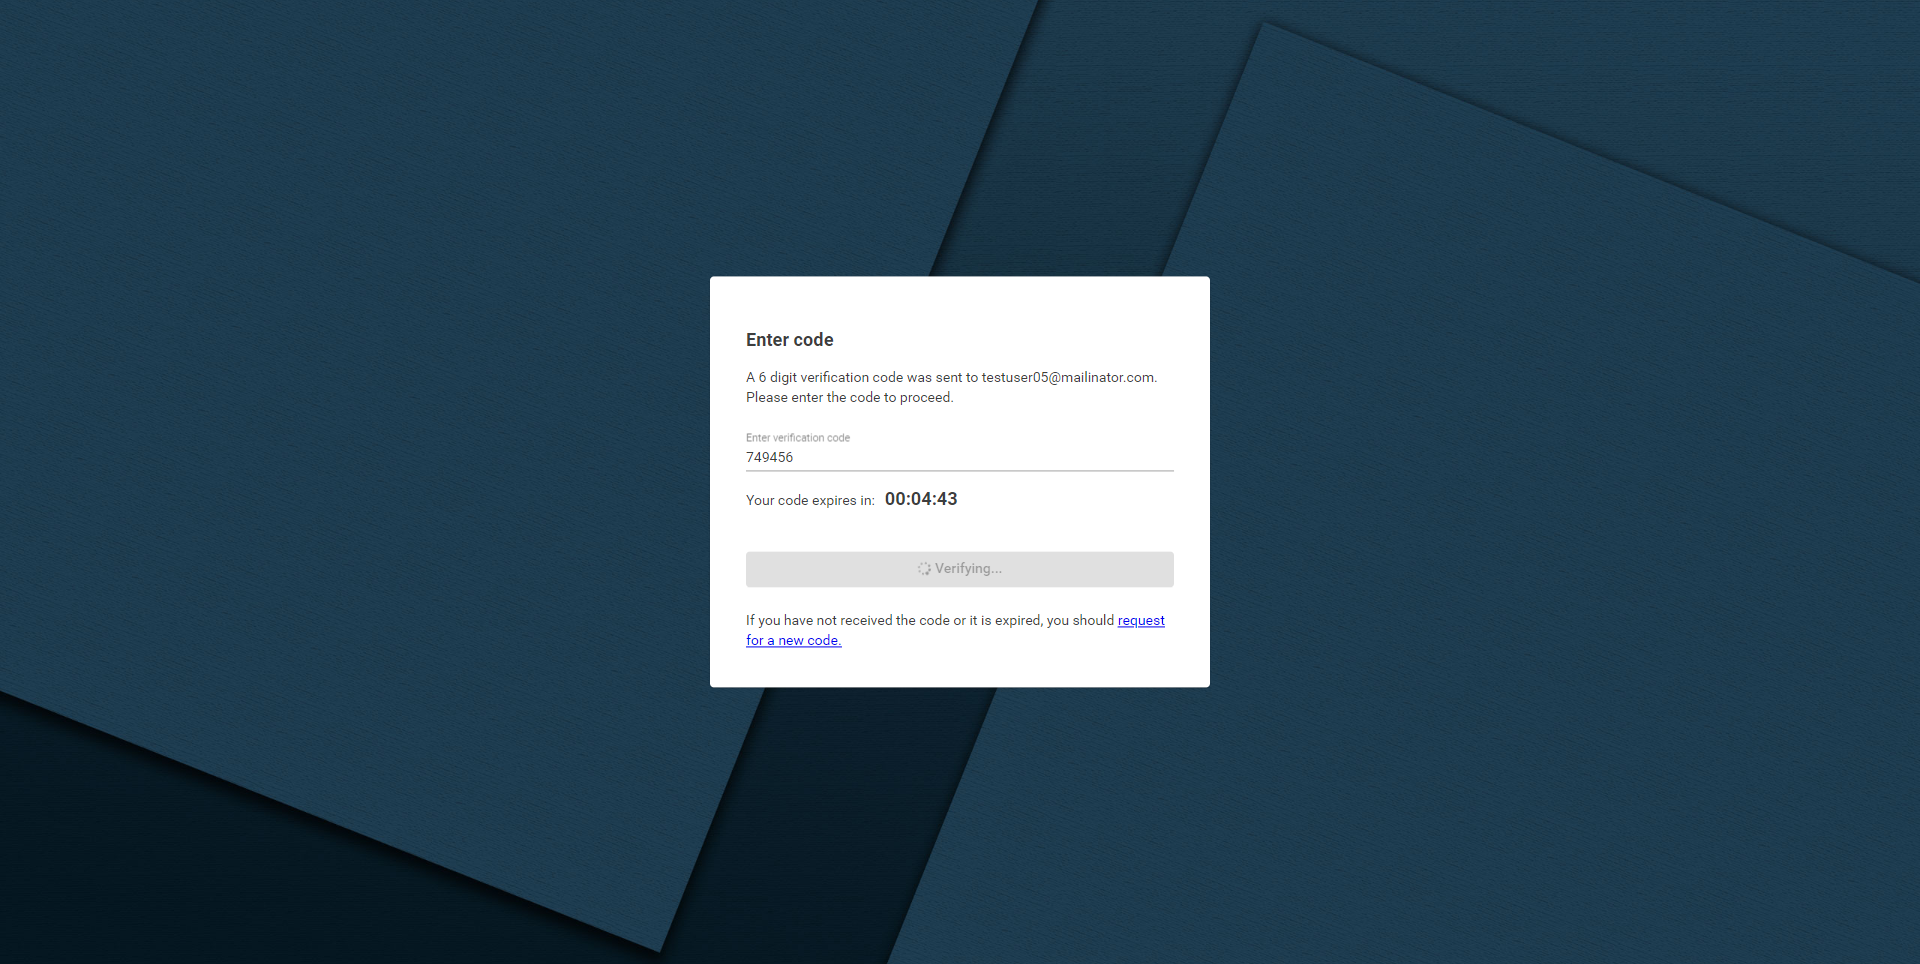 Enter code
A 6 digit verification code was sent to testuser05@mailinator.com.
Please enter the code to proceed.
Enter verification code
749456
Your code expires in: 00:04:43
Verifying...
If you have not received the code or it is expired, you should request
for a new code.